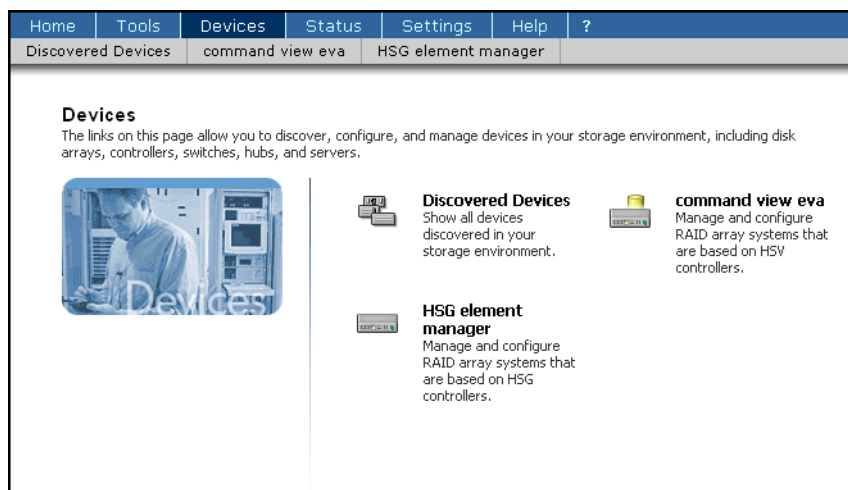 Home Tools Devices Status Settings Help ?
Discovered Devices command view eva HSG element manager
Devices
The links on this page allow you to discover, configure, and manage devices in your storage environment, including disk
arrays, controllers, switches, hubs, and servers.
Devices
Discovered Devices
Show all devices
discovered in your
storage environment.
command view eva
Manage and configure
RAID array systems that
are based on HSV
controllers.
HSG element
manager
Manage and configure
RAID array systems that
are based on HSG
controllers.